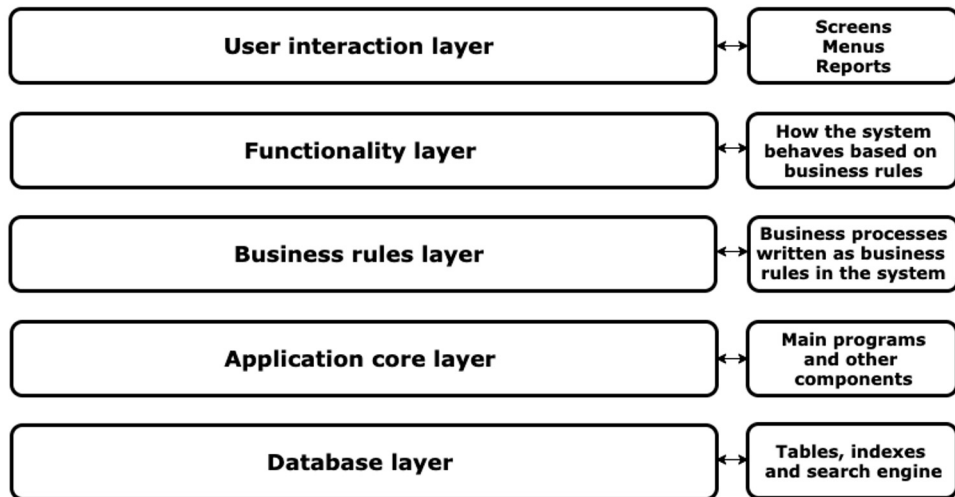 User interaction layer
Screens
Menus
Reports
Functionality layer
How the system
behaves based on
business rules
Business rules layer
Business processes
written as business
rules in the system
Application core layer
Main programs
and other
components
Database layer
Tables, indexes
and search engine